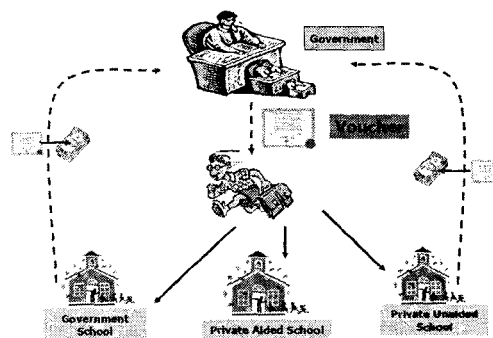 Government
Voucher
Government
School
Private Aided School
Private Unaided
School